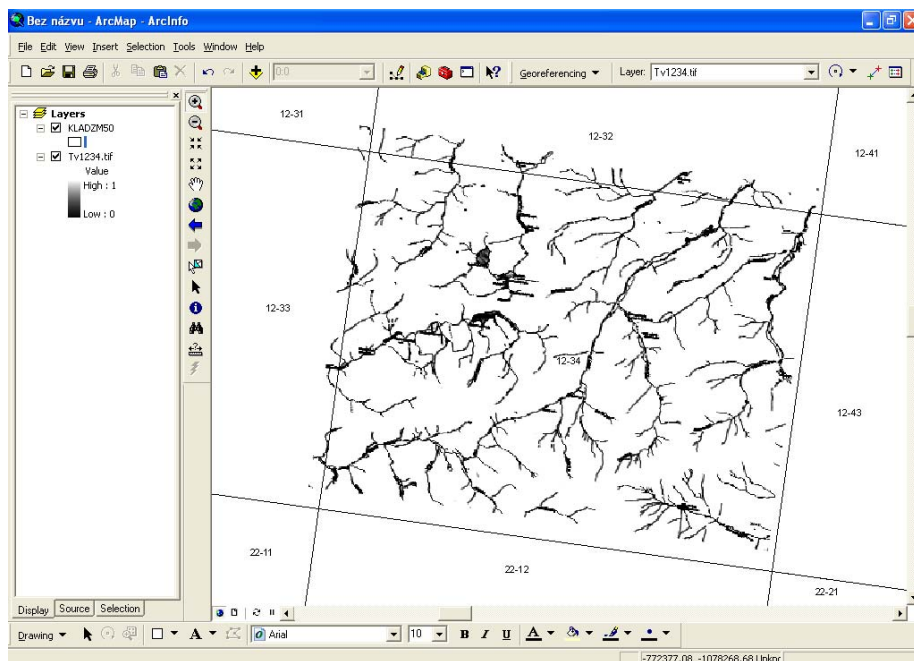 Bez názvu - ArcMap - ArcInfo
File Edit View Insert Selection Tools Window Help
0:0 Georeferencing Layer: Tv1234.tif
Layers
KLADZM50
Tv1234.tif
Value
High : 1
Low : 0
12-31
12-32
12-41
12-33
12-34
12-43
22-11
22-12
22-21
Display Source Selection
Drawing A Arial 10 B I U A
-772377.08 -1078268.68